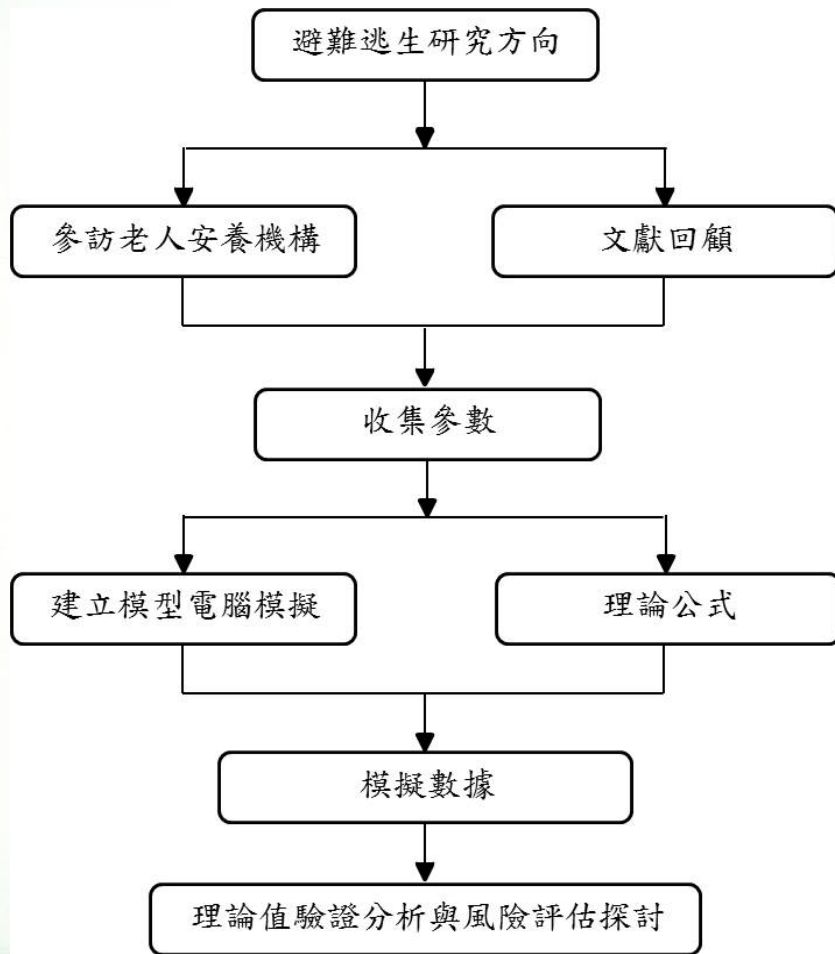 避難逃生研究方向
參訪老人安養機構
文獻回顧
收集參數
建立模型電腦模擬
理論公式
模擬數據
理論值驗證分析與風險評估探討